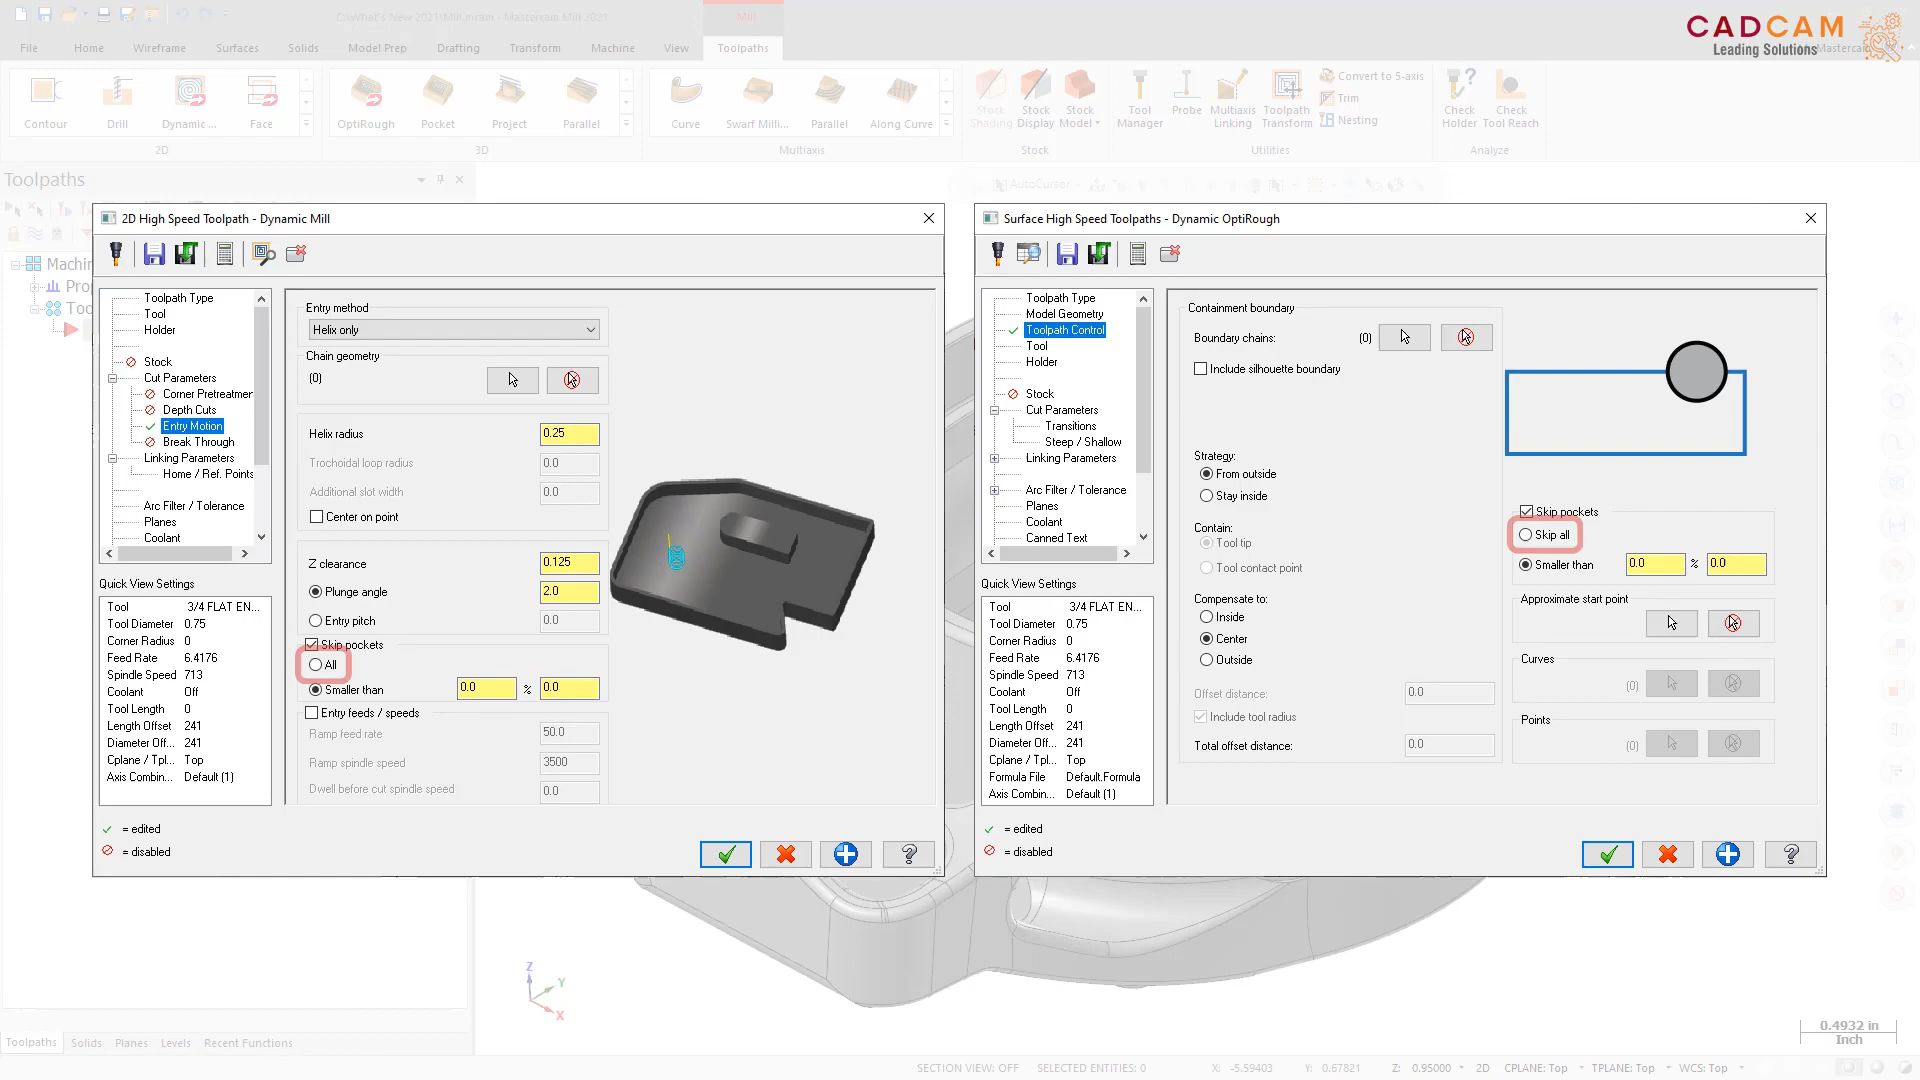 C:\What's New 2021\Mill.mcam - Mastercam Mill 2021
Mill
CADCAM
Leading Solutions
File Home Wireframe Surfaces Solids Model Prep Drafting Transform Machine View Toolpaths
Contour Drill Dynamic ... Face
2D
OptiRough Pocket Project Parallel
3D
Curve Swarf Milli... Parallel Along Curve
Multiaxis
Stock Shading Stock Display Stock Model
Stock
Tool Manager Probe Multiaxis Linking Toolpath Transform
Convert to 5-axis
Trim
Nesting
Utilities
Check Holder Check Tool Reach
Analyze
Toolpaths
AutoCursor
2D High Speed Toolpath - Dynamic Mill
Toolpath Type
Tool
Holder
Stock
Cut Parameters
Corner Pretreatmen
Depth Cuts
Entry Motion
Break Through
Linking Parameters
Home / Ref. Points
Arc Filter / Tolerance
Planes
Coolant
Quick View Settings
Tool 3/4 FLAT EN...
Tool Diameter 0.75
Corner Radius 0
Feed Rate 6.4176
Spindle Speed 713
Coolant Off
Tool Length 0
Length Offset 241
Diameter Off... 241
Cplane / Tpl... Top
Axis Combin... Default (1)
= edited
= disabled
Entry method
Helix only
Chain geometry
(0)
Helix radius 0.25
Trochoidal loop radius 0.0
Additional slot width 0.0
Center on point
Z clearance 0.125
Plunge angle 2.0
Entry pitch 0.0
Skip pockets
All
Smaller than 0.0 % 0.0
Entry feeds / speeds
Ramp feed rate 50.0
Ramp spindle speed 3500
Dwell before cut spindle speed 0.0
Surface High Speed Toolpaths - Dynamic OptiRough
Toolpath Type
Model Geometry
Toolpath Control
Tool
Holder
Stock
Cut Parameters
Transitions
Steep / Shallow
Linking Parameters
Arc Filter / Tolerance
Planes
Coolant
Canned Text
Quick View Settings
Tool 3/4 FLAT EN...
Tool Diameter 0.75
Corner Radius 0
Feed Rate 6.4176
Spindle Speed 713
Coolant Off
Tool Length 0
Length Offset 241
Diameter Off... 241
Cplane / Tpl... Top
Formula File Default.Formula
Axis Combin... Default (1)
= edited
= disabled
Containment boundary
Boundary chains: (0)
Include silhouette boundary
Strategy:
From outside
Stay inside
Contain:
Tool tip
Tool contact point
Compensate to:
Inside
Center
Outside
Offset distance: 0.0
Include tool radius
Total offset distance: 0.0
Skip pockets
Skip all
Smaller than 0.0 % 0.0
Approximate start point
Curves
(0)
Points
(0)
Z
Y
X
0.4932 in
Inch
Toolpaths Solids Planes Levels Recent Functions
SECTION VIEW: OFF SELECTED ENTITIES: 0 X: -5.59403 Y: 0.67821 Z: 0.95000 2D CPLANE: Top TPLANE: Top WCS: Top